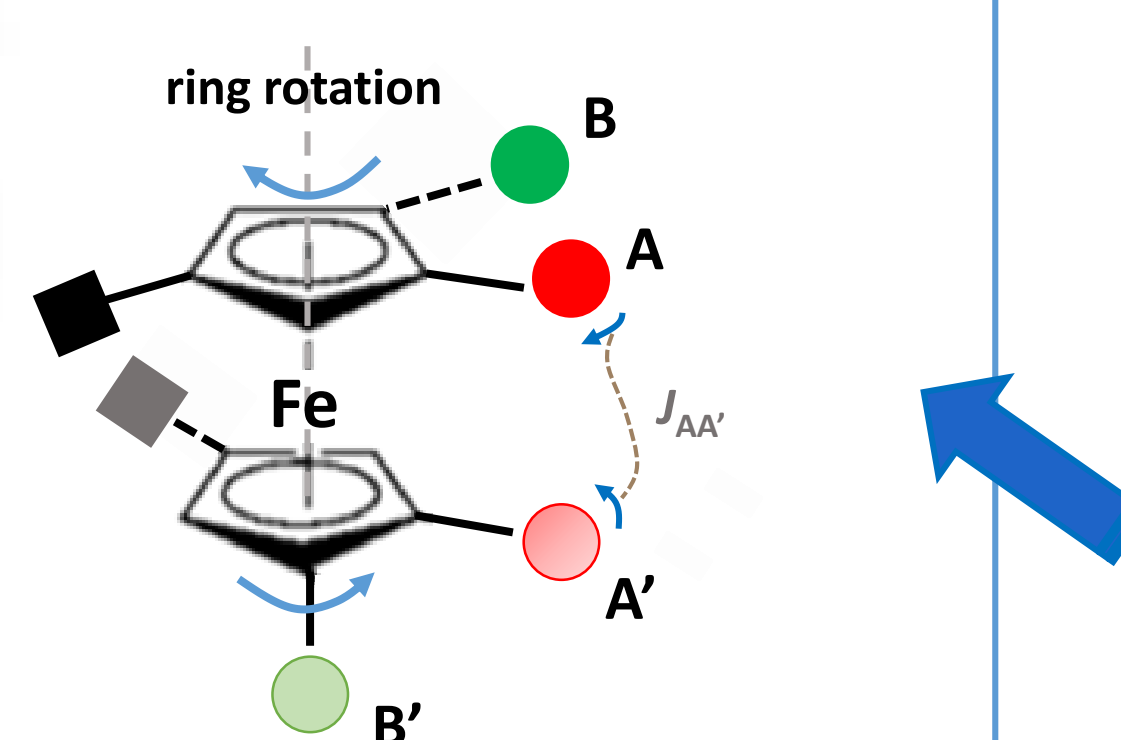 ring rotation
B
A
Fe
JAA’
A’
B’